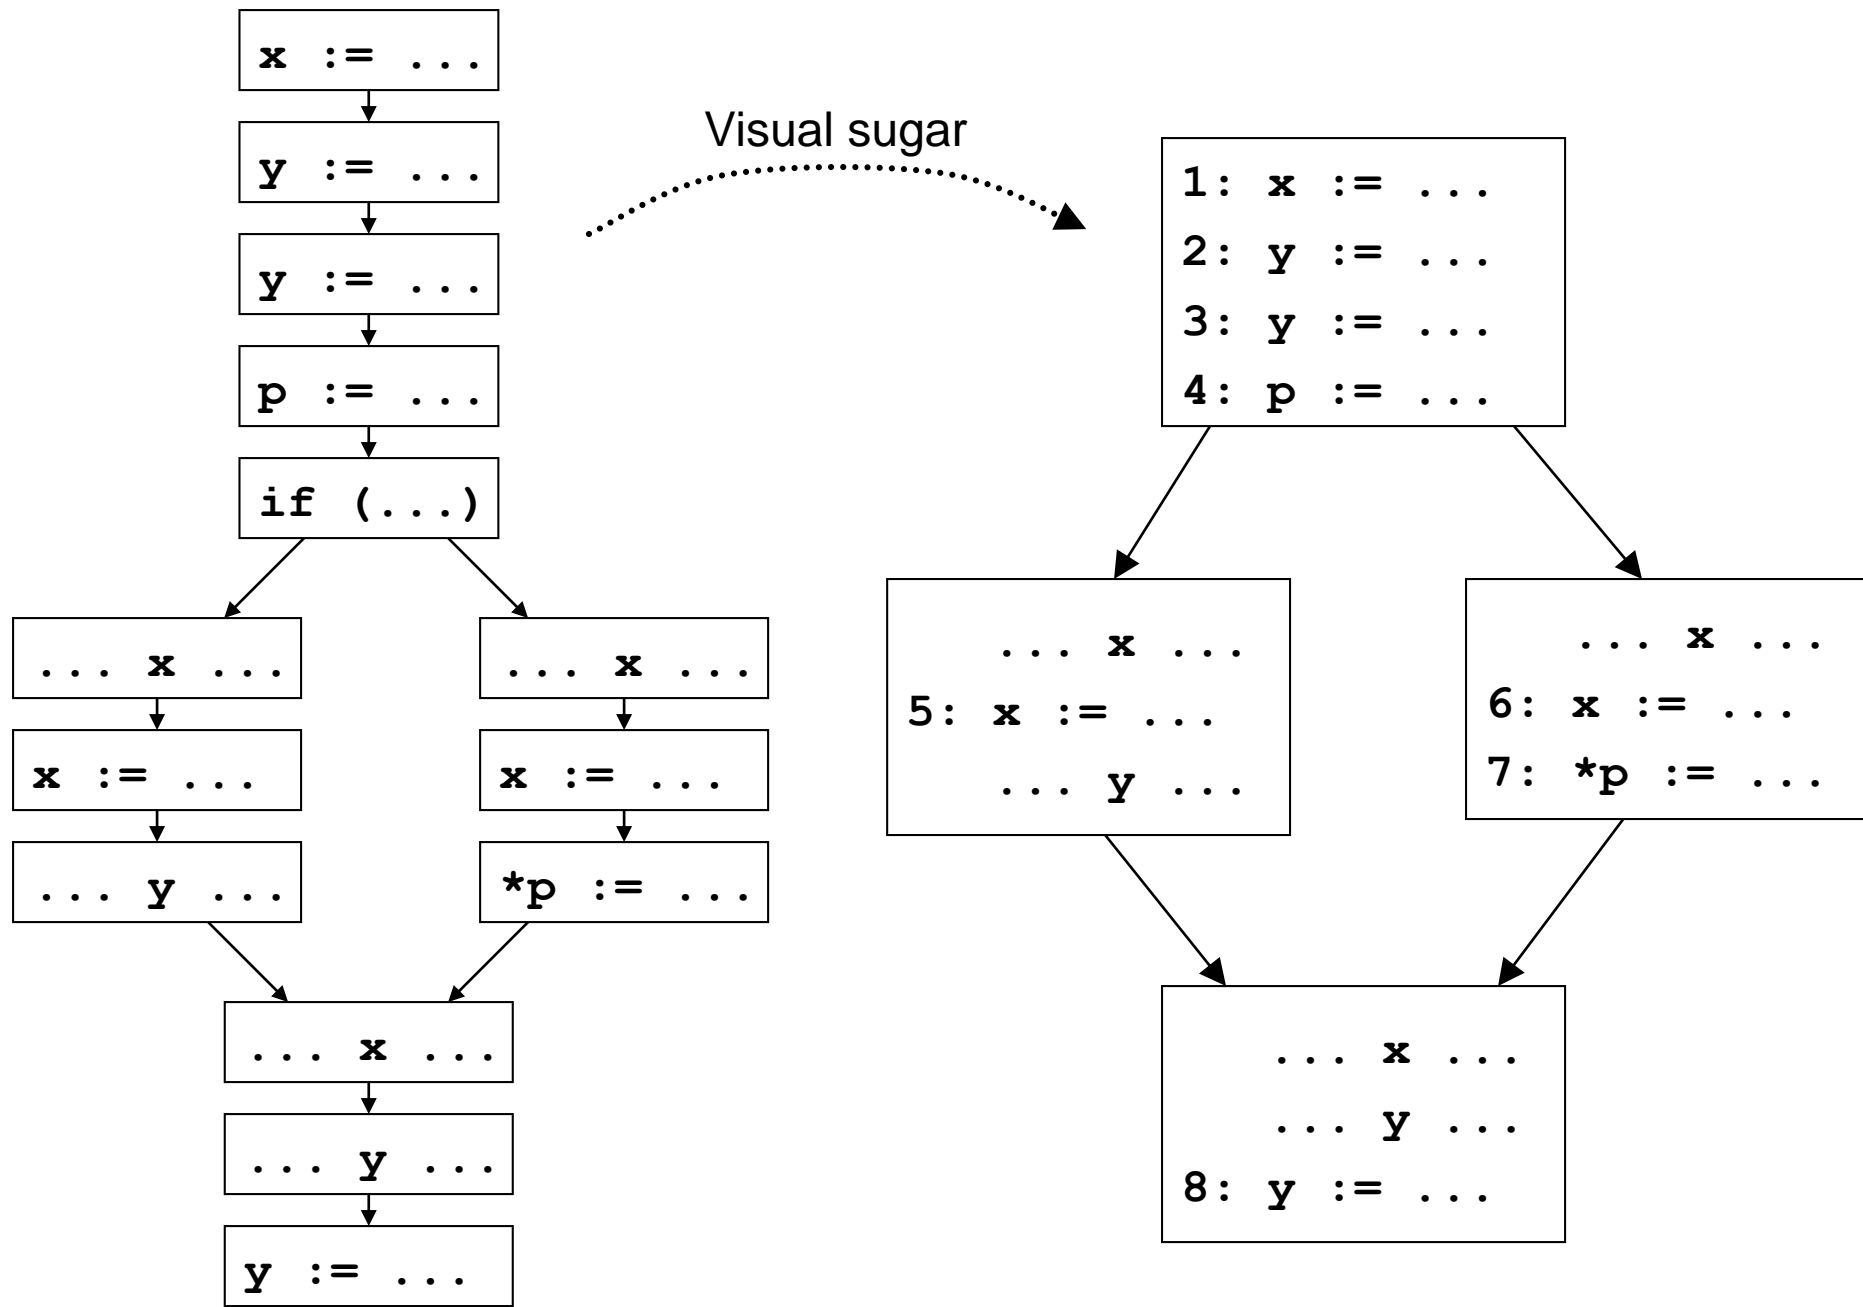 x := ...
y := ...
y := ...
p := ...
if (...)
... x ...
x := ...
... y ...
... x ...
x := ...
*p := ...
... x ...
... y ...
y := ...
Visual sugar
1: x := ...
2: y := ...
3: y := ...
4: p := ...
... x ...
5: x := ...
... y ...
... x ...
6: x := ...
7: *p := ...
... x ...
... y ...
8: y := ...